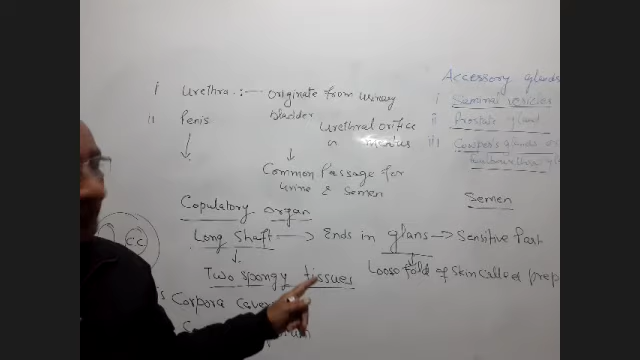 i Urethra :— Originate from Urinary bladder
Urethral orifice or
↓
Common Passage for Urine & Semen
ii Penis
↓
Copulatory organ
Long Shaft → Ends in glans → Sensitive Part
↓
Two Spongy tissues
Loose fold of Skin called prep
Corpora
CC
Accessory glands
i Seminal vesicles
ii Prostate gland
iii Cowper's glands or
Semen